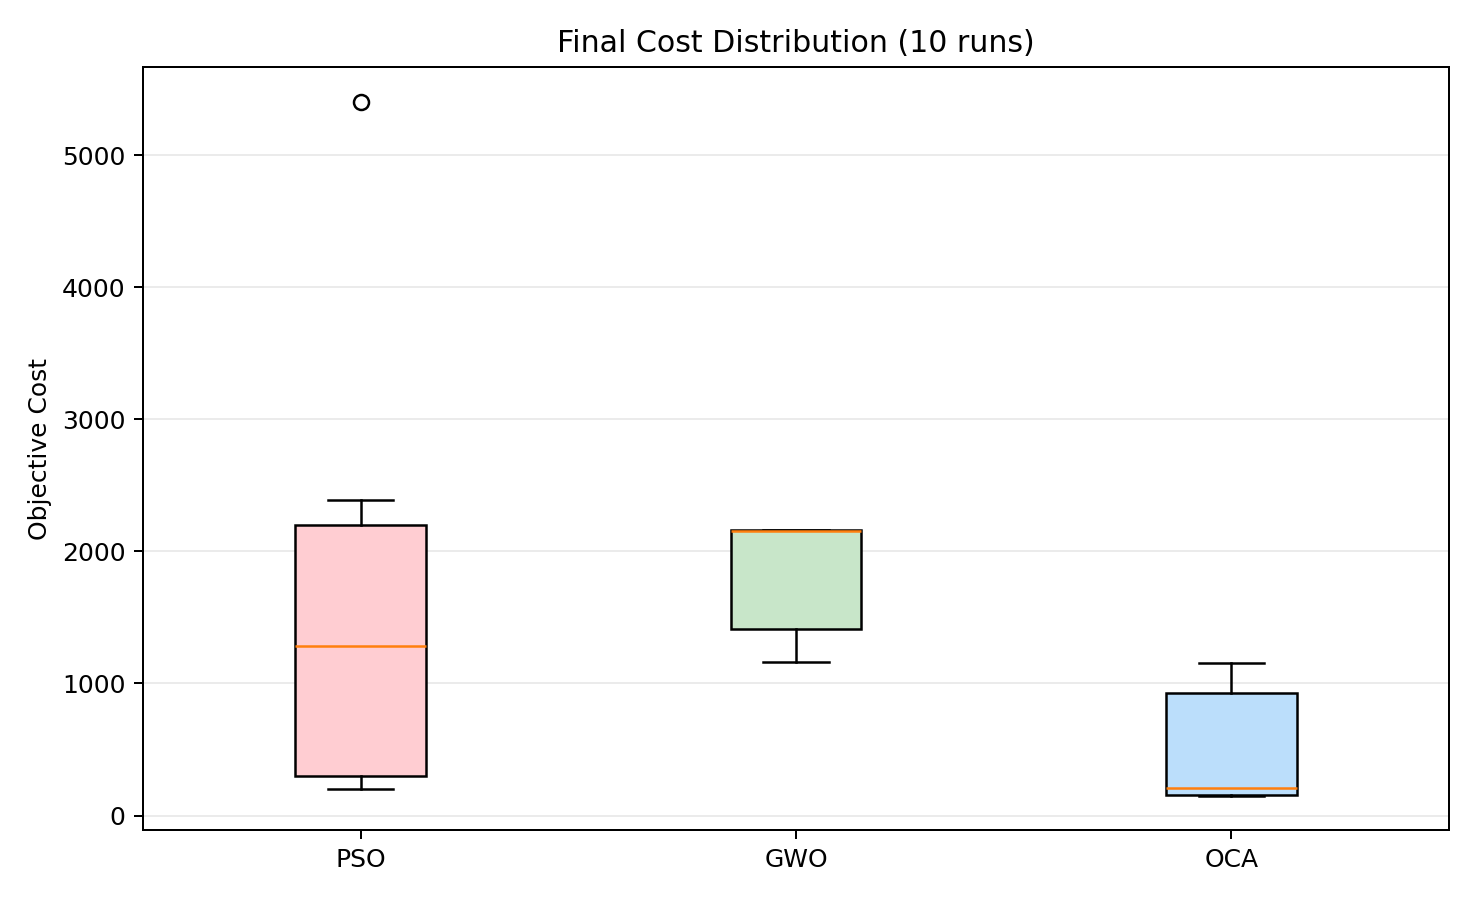 Final Cost Distribution (10 runs)
Objective Cost
5000
4000
3000
2000
1000
0
PSO
GWO
OCA